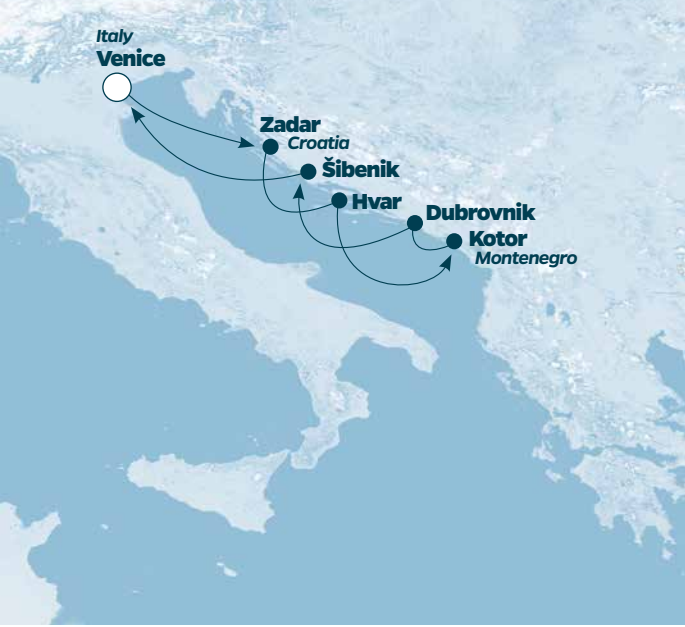 Italy
Venice
Zadar
Croatia
Šibenik
Hvar
Dubrovnik
Kotor
Montenegro